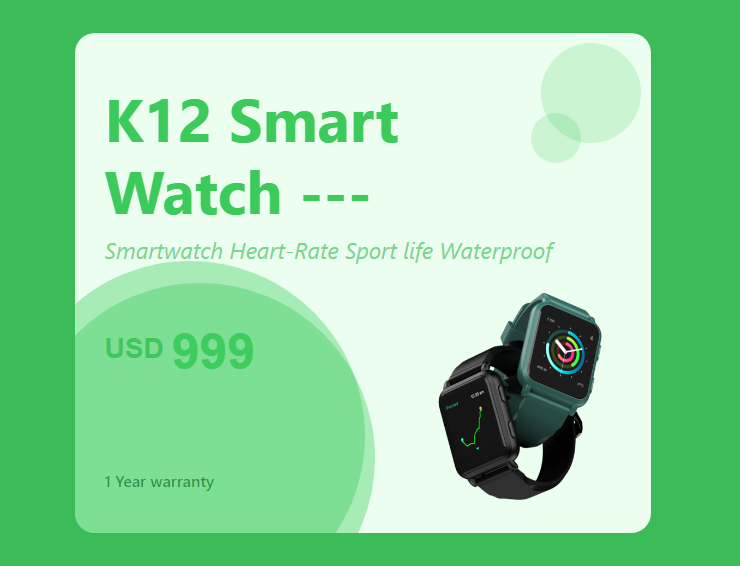 K12 Smart
Watch ---
Smartwatch Heart-Rate Sport life Waterproof
USD 999
1 Year warranty